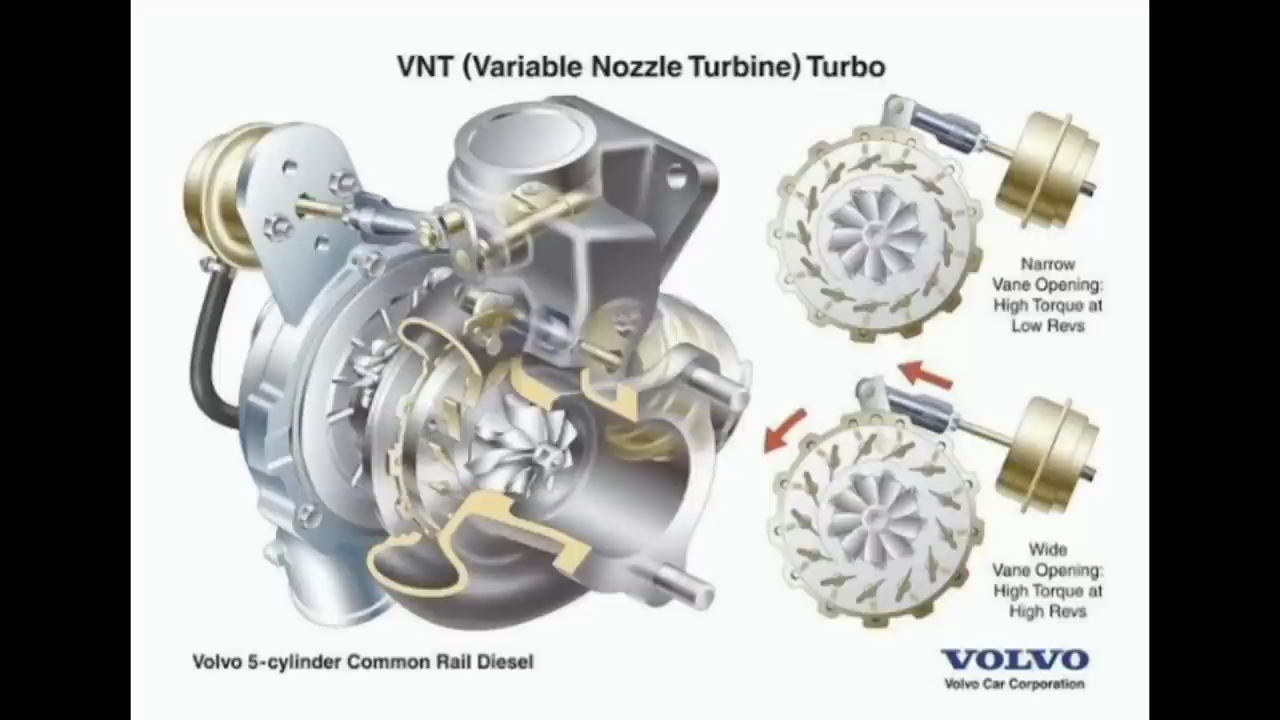 VNT (Variable Nozzle Turbine) Turbo
Narrow
Vane Opening:
High Torque at
Low Revs
Wide
Vane Opening:
High Torque at
High Revs
Volvo 5-cylinder Common Rail Diesel
VOLVO
Volvo Car Corporation